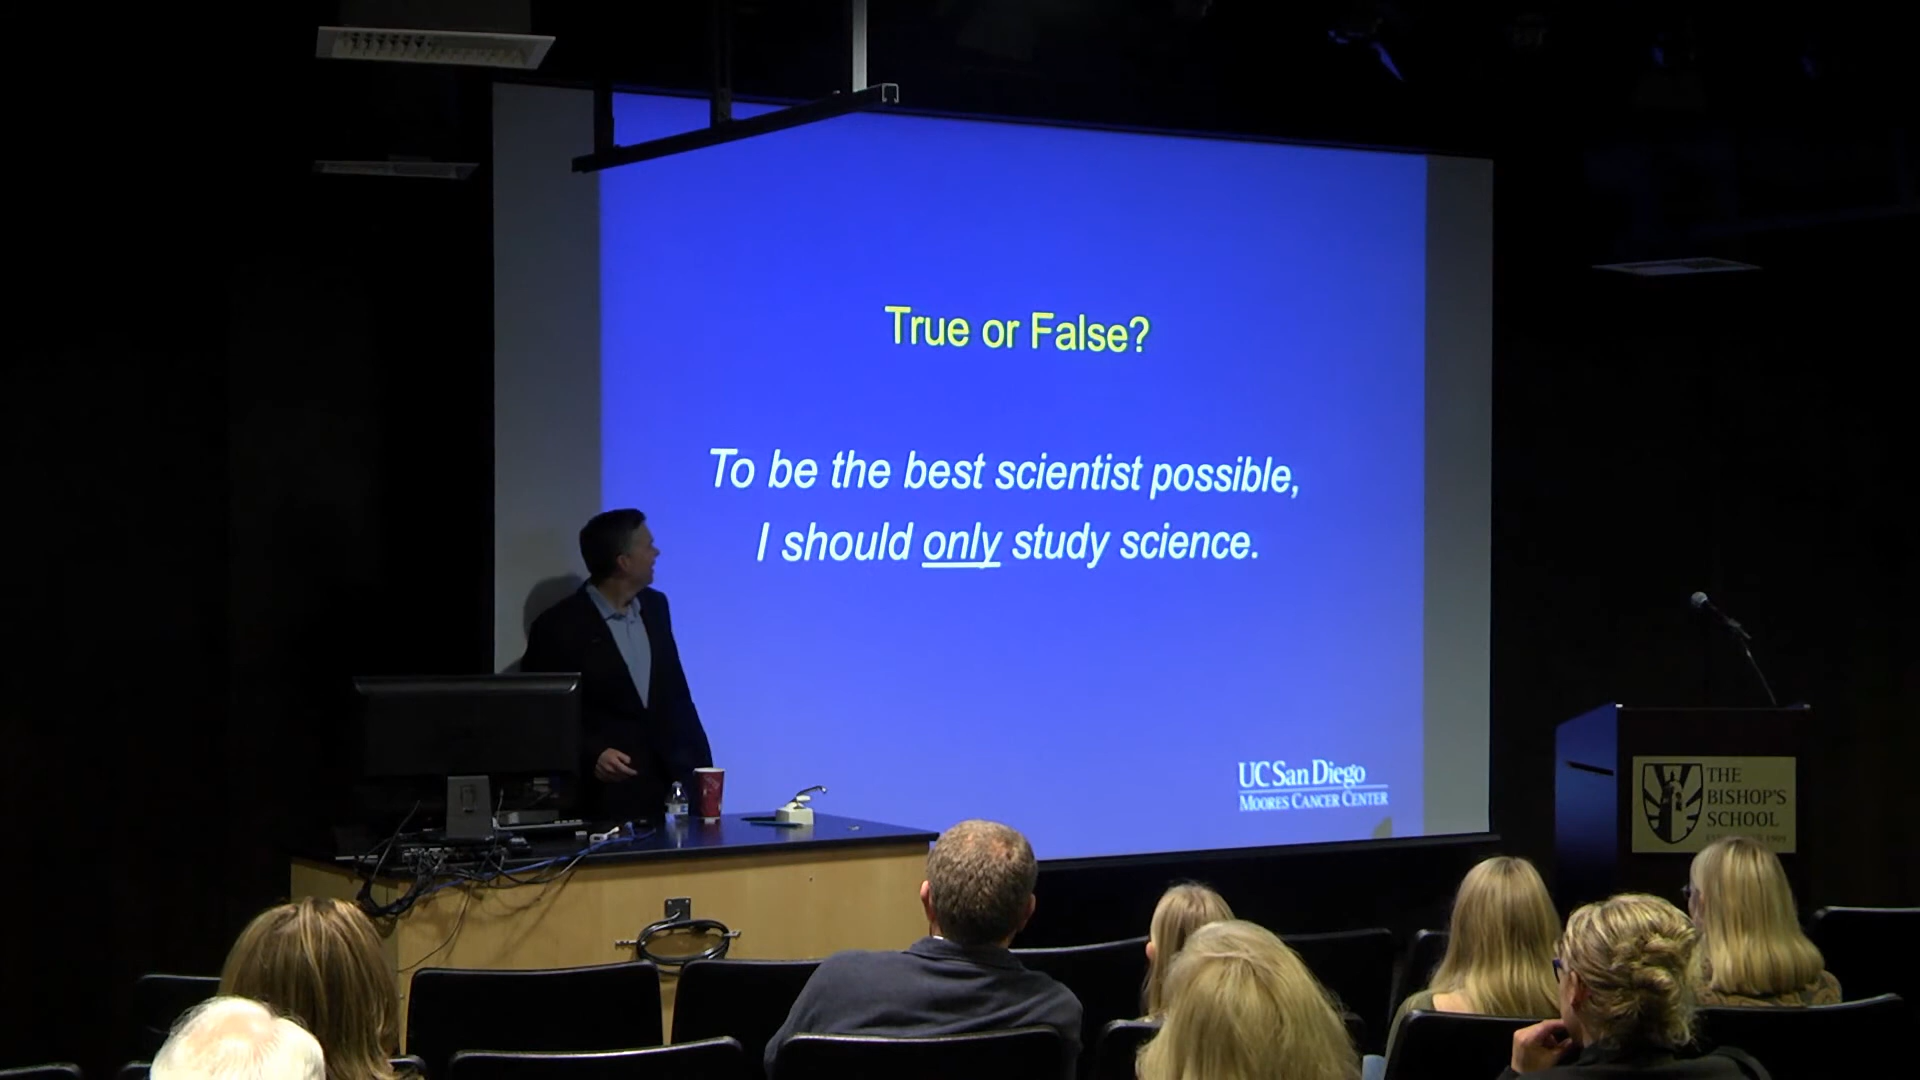 True or False?
To be the best scientist possible,
I should only study science.
UC San Diego
MOORES CANCER CENTER
THE
BISHOP'S
SCHOOL